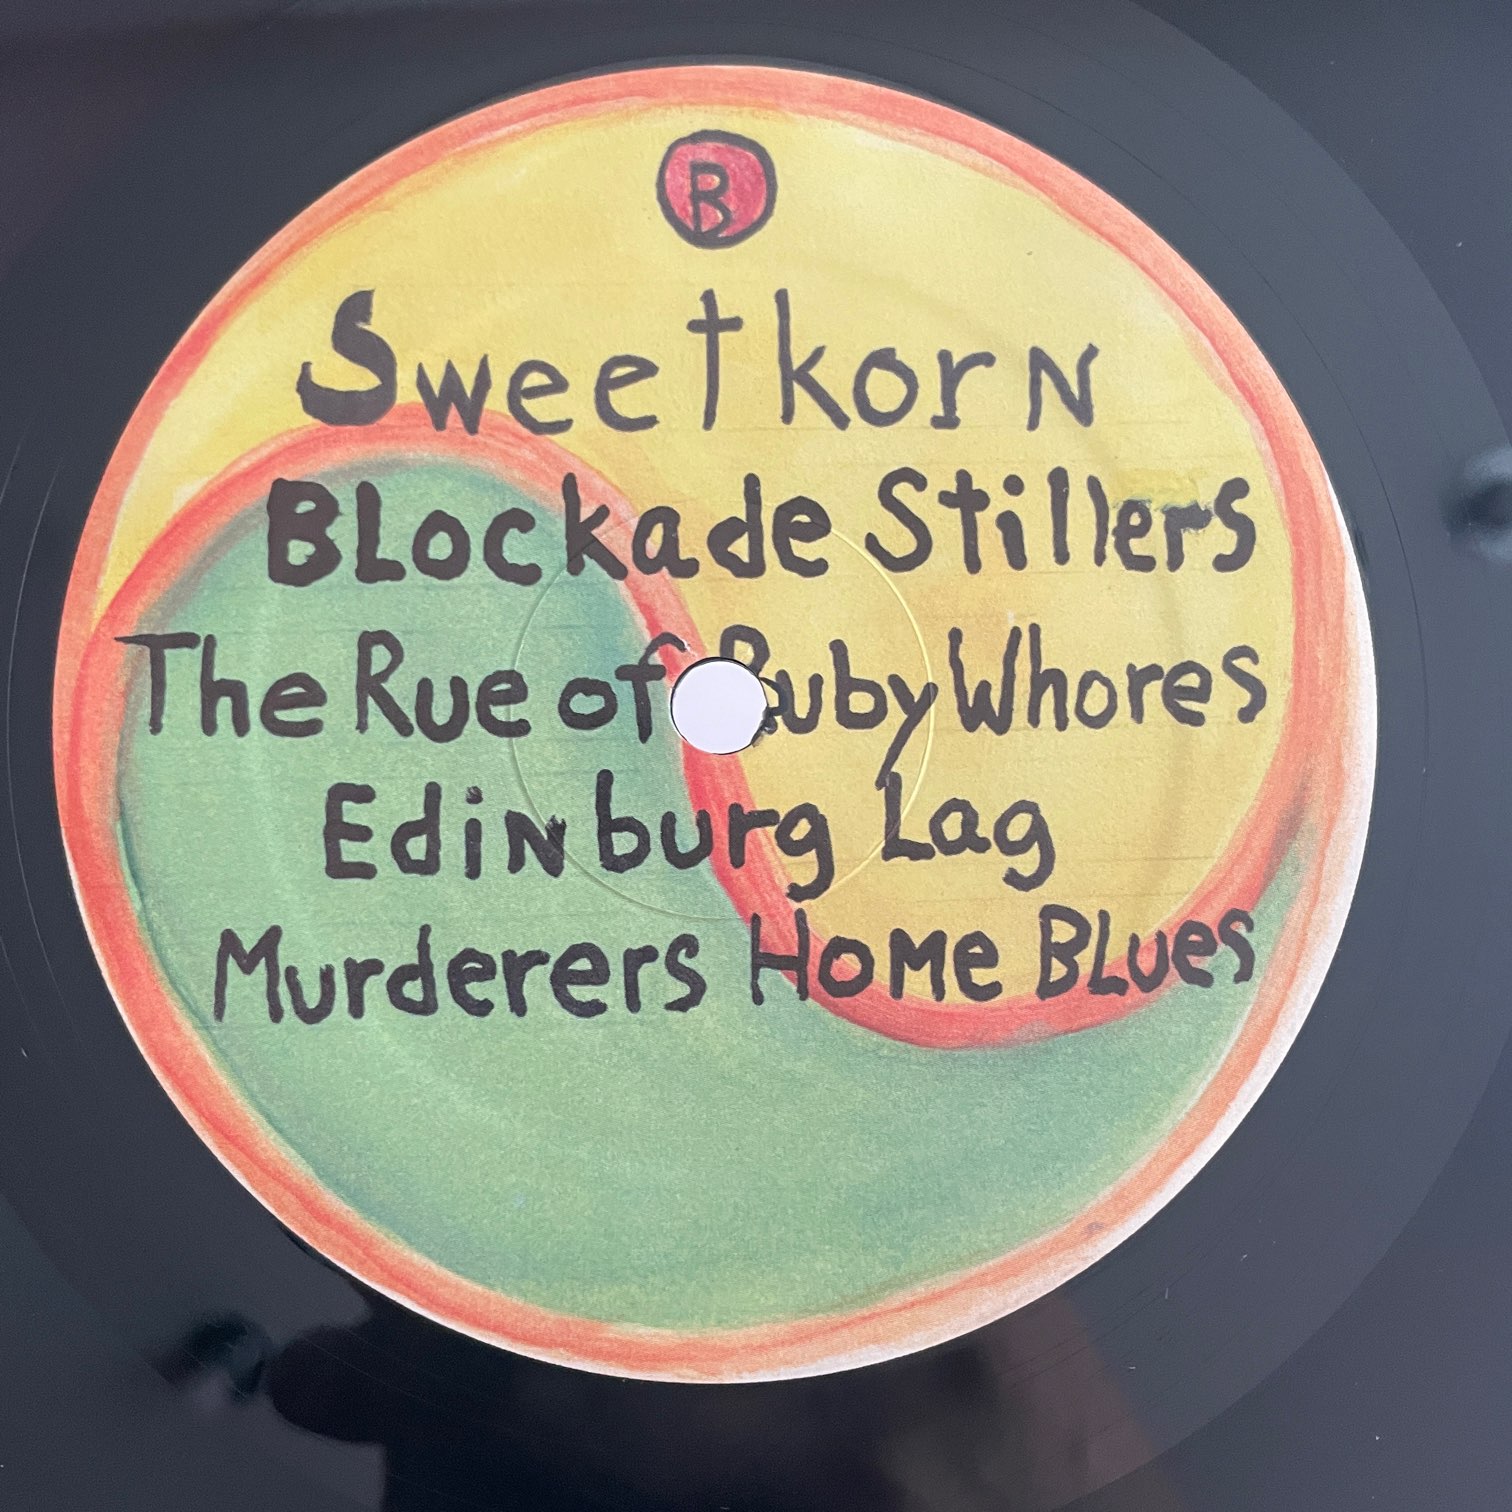 B
Sweetkorn
Blockade Stillers
The Rue of Ruby Whores
Edinburg Lag
Murderers Home Blues